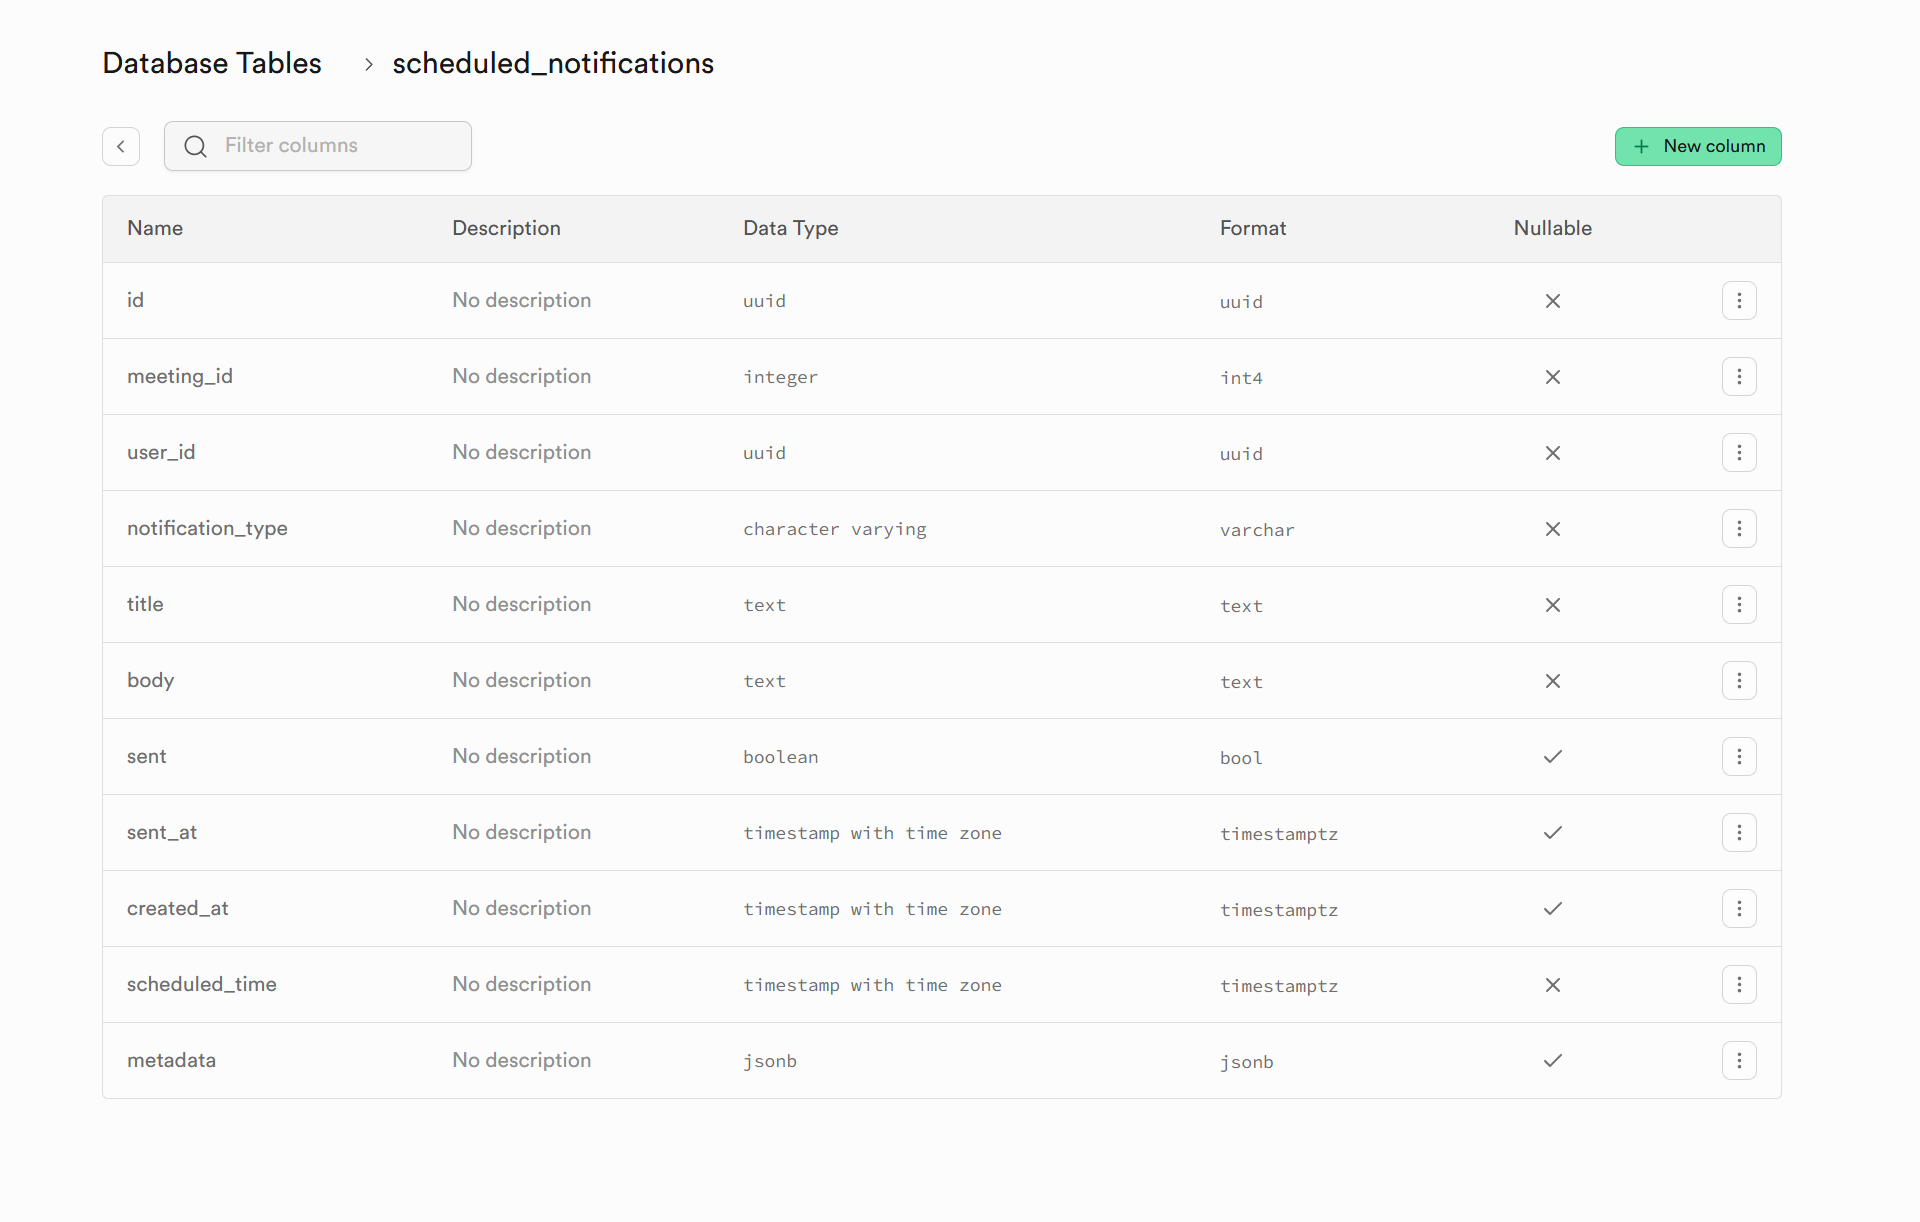 Database Tables > scheduled_notifications
Filter columns
New column
Name Description Data Type Format Nullable
id No description uuid uuid
meeting_id No description integer int4
user_id No description uuid uuid
notification_type No description character varying varchar
title No description text text
body No description text text
sent No description boolean bool
sent_at No description timestamp with time zone timestamptz
created_at No description timestamp with time zone timestamptz
scheduled_time No description timestamp with time zone timestamptz
metadata No description jsonb jsonb